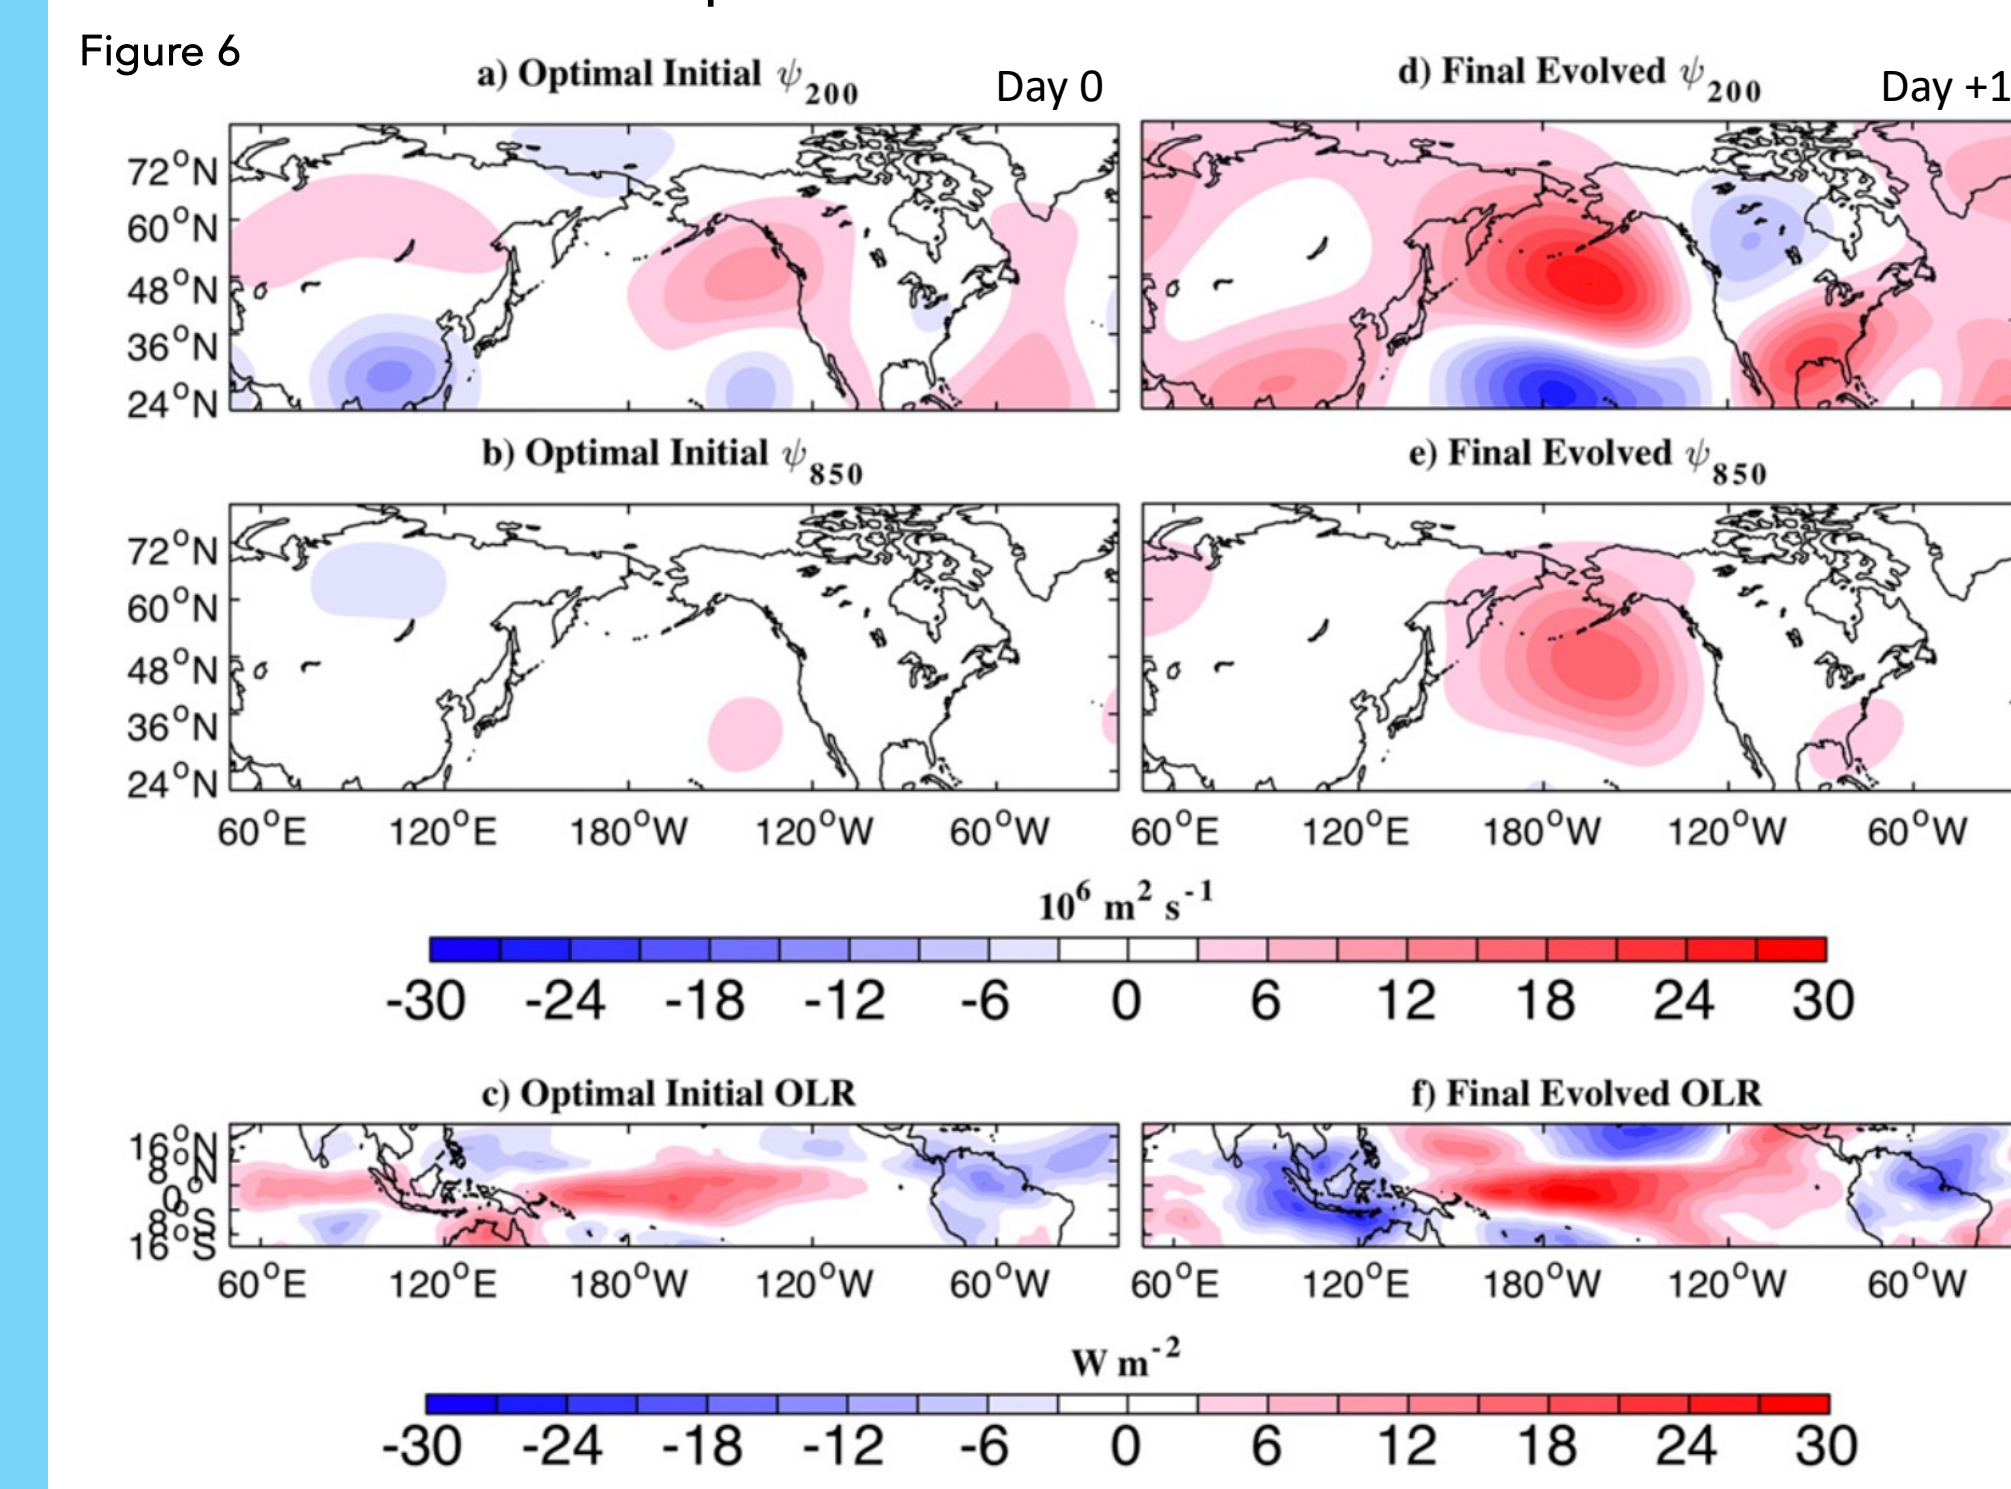 Figure 6
a) Optimal Initial ψ200
Day 0
d) Final Evolved ψ200
Day +1
72°N
60°N
48°N
36°N
24°N
b) Optimal Initial ψ850
e) Final Evolved ψ850
72°N
60°N
48°N
36°N
24°N
60°E 120°E 180°W 120°W 60°W
60°E 120°E 180°W 120°W 60°W
10⁶ m² s⁻¹
-30 -24 -18 -12 -6 0 6 12 18 24 30
c) Optimal Initial OLR
f) Final Evolved OLR
16°N
8°N
0°
8°S
16°S
60°E 120°E 180°W 120°W 60°W
60°E 120°E 180°W 120°W 60°W
W m⁻²
-30 -24 -18 -12 -6 0 6 12 18 24 30